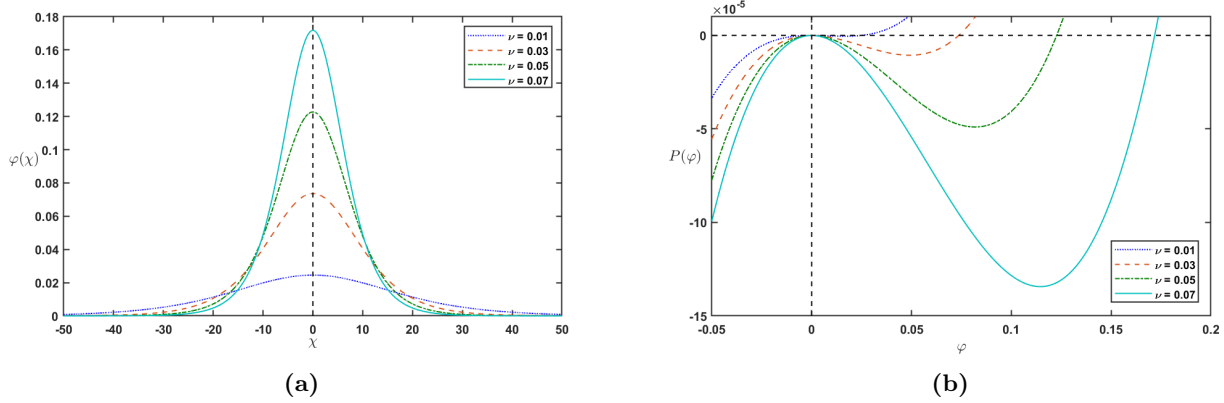 0.18
0.16
0.14
0.12
0.10
0.08
0.06
0.04
0.02
0
φ(χ)
-50 -40 -30 -20 -10 0 10 20 30 40 50
χ
ν = 0.01
ν = 0.03
ν = 0.05
ν = 0.07
(a)
×10⁻⁵
0
-5
-10
-15
P(φ)
-0.05 0 0.05 0.1 0.15 0.2
φ
ν = 0.01
ν = 0.03
ν = 0.05
ν = 0.07
(b)